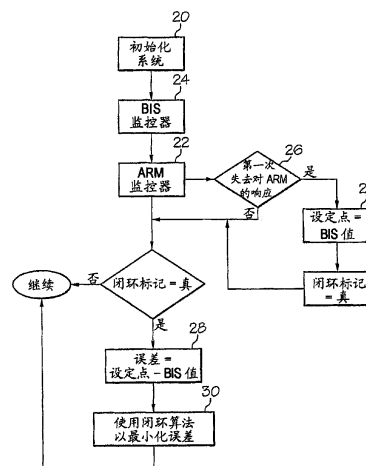 20
初始化
系统
24
BIS
监控器
22
ARM
监控器
26
第一次
失去对 ARM
的响应
是
否
设定点 =
BIS 值
闭环标记
= 真
继续
否
闭环标记 = 真
是
28
误差 =
设定点 – BIS 值
30
使用闭环算法
以最小化误差